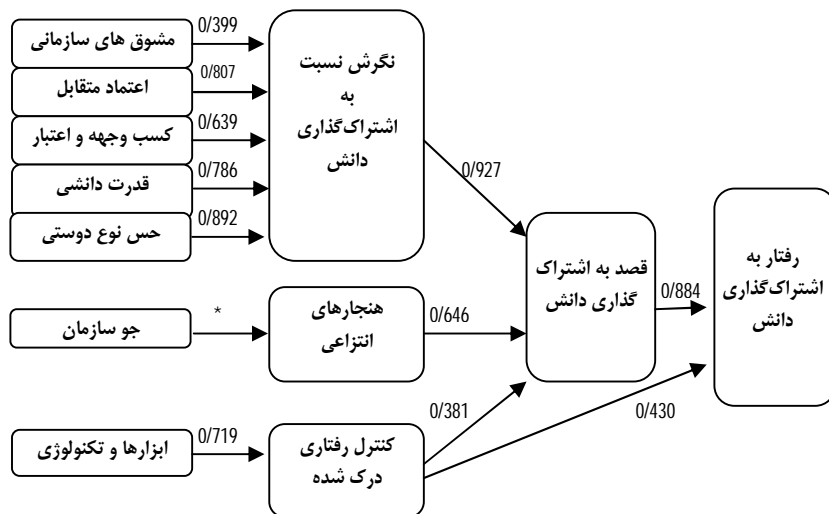 مشوق های سازمانی
0/399
اعتماد متقابل
0/807
کسب وجهه و اعتبار
0/639
قدرت دانشی
0/786
حس نوع دوستی
0/892
نگرش نسبت
به
اشتراک‌گذاری
دانش
0/927
جو سازمان
*
هنجارهای
انتزاعی
0/646
ابزارها و تکنولوژی
0/719
کنترل رفتاری
درک شده
0/381
0/430
قصد به اشتراک
گذاری دانش
0/884
رفتار به
اشتراک‌گذاری
دانش